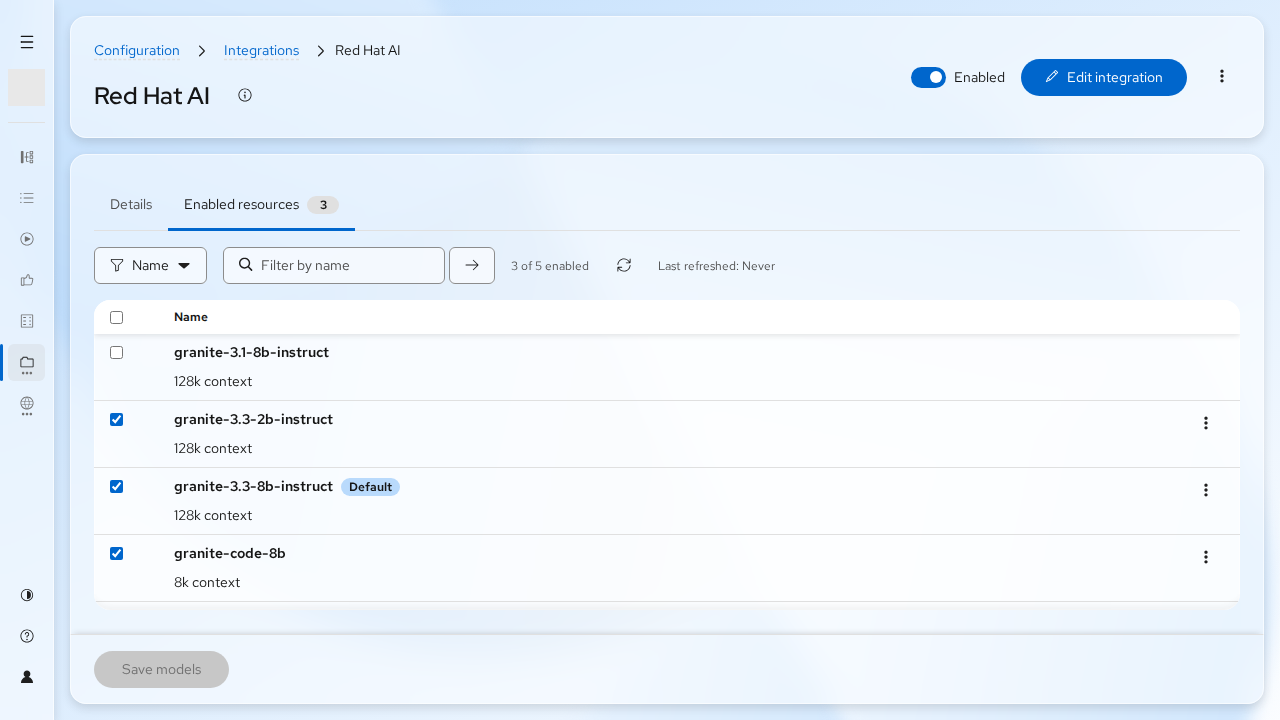 Configuration
Integrations
Red Hat AI
Red Hat AI
Enabled
Edit integration
Details
Enabled resources 3
Name
Filter by name
3 of 5 enabled
Last refreshed: Never
Name
granite-3.1-8b-instruct
128k context
granite-3.3-2b-instruct
128k context
granite-3.3-8b-instruct Default
128k context
granite-code-8b
8k context
Save models